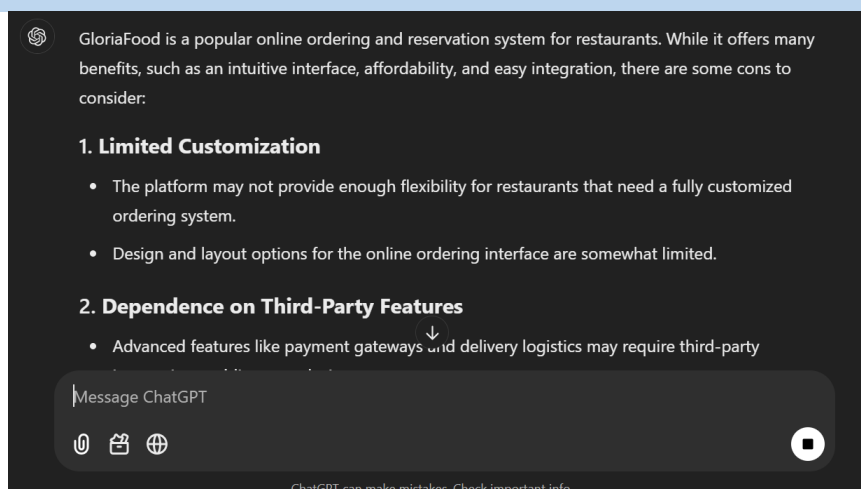 GloriaFood is a popular online ordering and reservation system for restaurants. While it offers many
benefits, such as an intuitive interface, affordability, and easy integration, there are some cons to
consider:
1. Limited Customization
• The platform may not provide enough flexibility for restaurants that need a fully customized
ordering system.
• Design and layout options for the online ordering interface are somewhat limited.
2. Dependence on Third-Party Features
• Advanced features like payment gateways and delivery logistics may require third-party
Message ChatGPT
ChatGPT can make mistakes. Check important info.